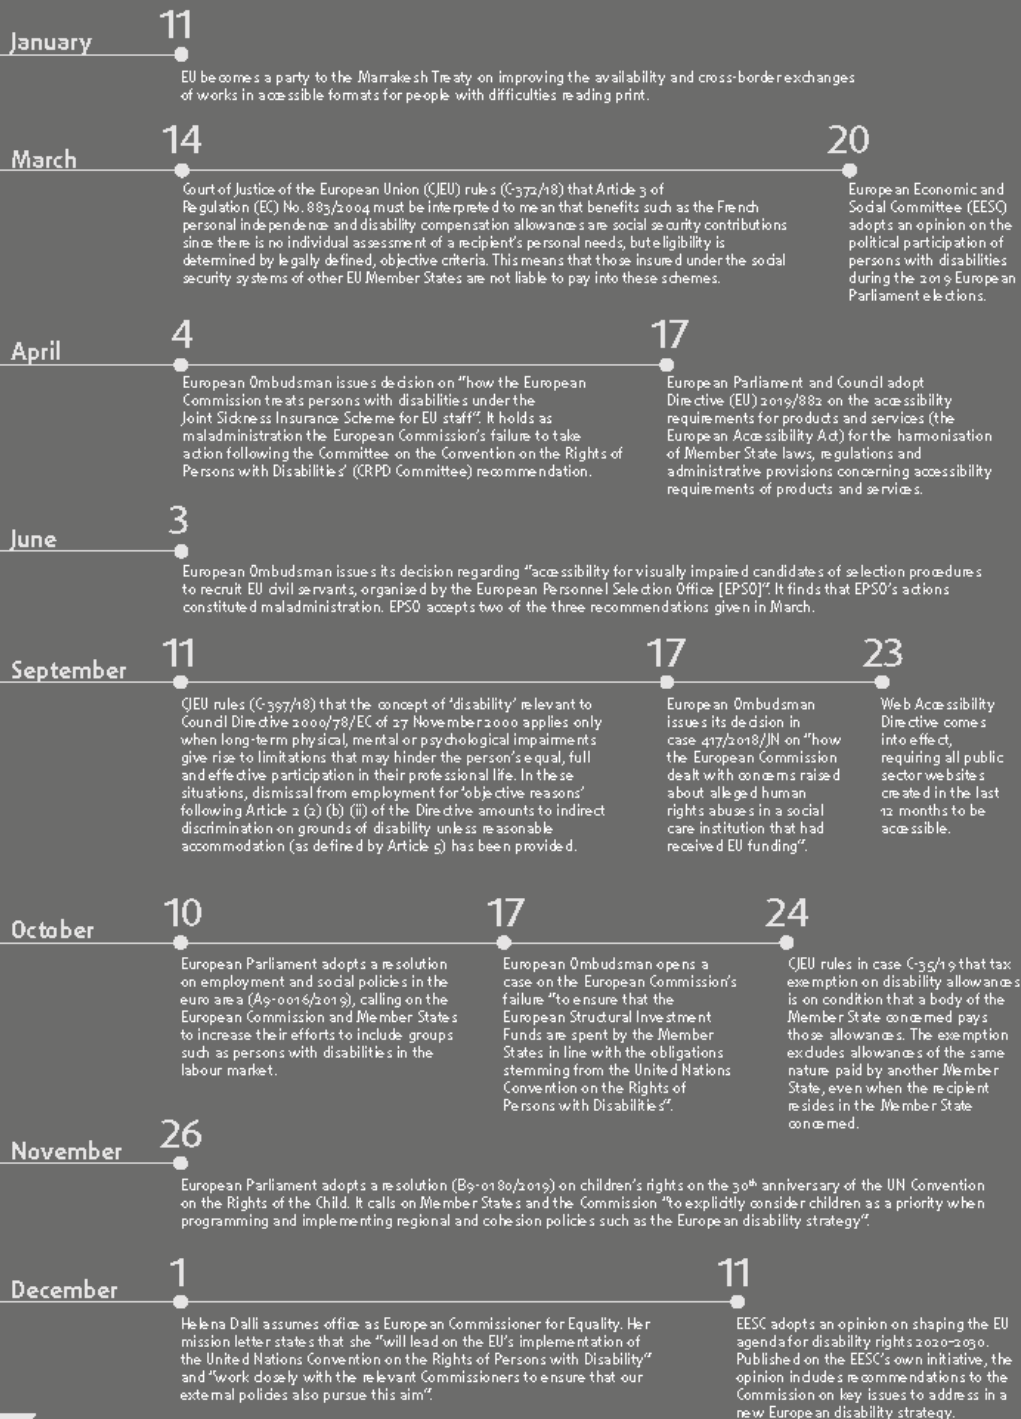 January
11
EU becomes a party to the Marrakesh Treaty on improving the availability and cross-border exchanges
of works in accessible formats for people with difficulties reading print.
March
14
Court of Justice of the European Union (CJEU) rules (C-372/18) that Article 3 of
Regulation (EC) No. 883/2004 must be interpreted to mean that benefits such as the French
personal independence and disability compensation allowances are social security contributions
since there is no individual assessment of a recipient's personal needs, but eligibility is
determined by legally defined, objective criteria. This means that those insured under the social
security systems of other EU Member States are not liable to pay into these schemes.
20
European Economic and
Social Committee (EESC)
adopts an opinion on the
political participation of
persons with disabilities
during the 2019 European
Parliament elections.
April
4
European Ombudsman issues decision on "how the European
Commission treats persons with disabilities under the
Joint Sickness Insurance Scheme for EU staff". It holds as
maladministration the European Commission's failure to take
action following the Committee on the Convention on the Rights of
Persons with Disabilities' (CRPD Committee) recommendation.
17
European Parliament and Council adopt
Directive (EU) 2019/882 on the accessibility
requirements for products and services (the
European Accessibility Act) for the harmonisation
of Member State laws, regulations and
administrative provisions concerning accessibility
requirements of products and services.
June
3
European Ombudsman issues its decision regarding "accessibility for visually impaired candidates of selection procedures
to recruit EU civil servants, organised by the European Personnel Selection Office [EPSO]". It finds that EPSO's actions
constituted maladministration. EPSO accepts two of the three recommendations given in March.
September
11
CJEU rules (C-397/18) that the concept of 'disability' relevant to
Council Directive 2000/78/EC of 27 November 2000 applies only
when long-term physical, mental or psychological impairments
give rise to limitations that may hinder the person's equal, full
and effective participation in their professional life. In these
situations, dismissal from employment for 'objective reasons'
following Article 2 (2) (b) (ii) of the Directive amounts to indirect
discrimination on grounds of disability unless reasonable
accommodation (as defined by Article 5) has been provided.
17
European Ombudsman
issues its decision in
case 417/2018/JN on "how
the European Commission
dealt with concerns raised
about alleged human
rights abuses in a social
care institution that had
received EU funding".
23
Web Accessibility
Directive comes
into effect,
requiring all public
sector websites
created in the last
12 months to be
accessible.
October
10
European Parliament adopts a resolution
on employment and social policies in the
euro area (A9-0016/2019), calling on the
European Commission and Member States
to increase their efforts to include groups
such as persons with disabilities in the
labour market.
17
European Ombudsman opens a
case on the European Commission's
failure "to ensure that the
European Structural Investment
Funds are spent by the Member
States in line with the obligations
stemming from the United Nations
Convention on the Rights of
Persons with Disabilities".
24
CJEU rules in case C-35/19 that tax
exemption on disability allowances
is on condition that a body of the
Member State concerned pays
those allowances. The exemption
excludes allowances of the same
nature paid by another Member
State, even when the recipient
resides in the Member State
concerned.
November
26
European Parliament adopts a resolution (B9-0180/2019) on children's rights on the 30th anniversary of the UN Convention
on the Rights of the Child. It calls on Member States and the Commission "to explicitly consider children as a priority when
programming and implementing regional and cohesion policies such as the European disability strategy".
December
1
Helena Dalli assumes office as European Commissioner for Equality. Her
mission letter states that she "will lead on the EU's implementation of
the United Nations Convention on the Rights of Persons with Disability"
and "work closely with the relevant Commissioners to ensure that our
external policies also pursue this aim".
11
EESC adopts an opinion on shaping the EU
agenda for disability rights 2020–2030.
Published on the EESC's own initiative, the
opinion includes recommendations to the
Commission on key issues to address in a
new European disability strategy.